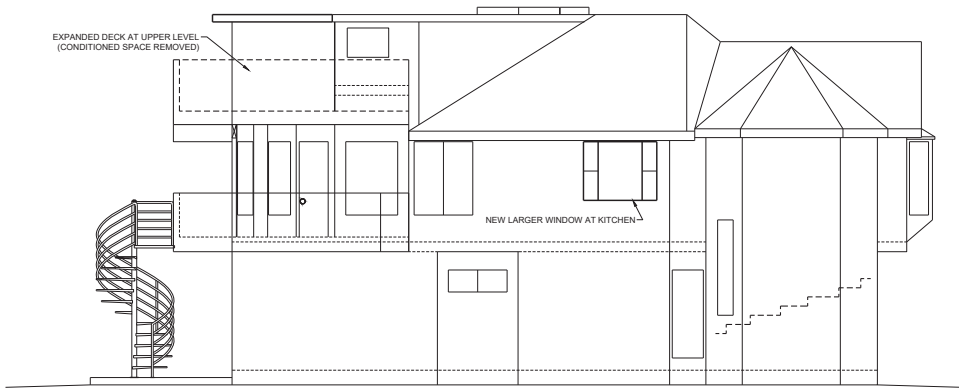 EXPANDED DECK AT UPPER LEVEL
(CONDITIONED SPACE REMOVED)
NEW LARGER WINDOW AT KITCHEN